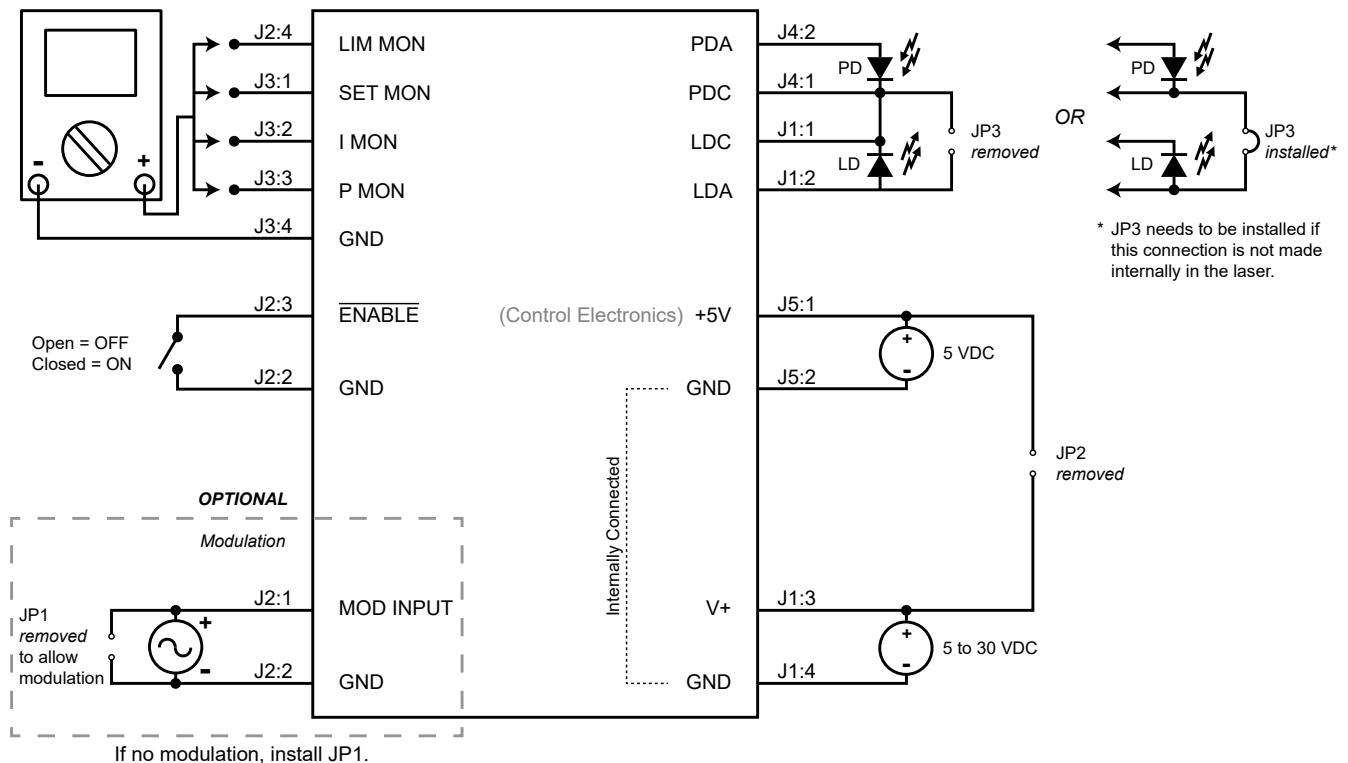 J2:4
LIM MON
J3:1
SET MON
J3:2
I MON
J3:3
P MON
J3:4
GND
-
+
J2:3
ENABLE
Open = OFF
Closed = ON
J2:2
GND
OPTIONAL
Modulation
J2:1
MOD INPUT
JP1
removed
to allow
modulation
+
-
J2:2
GND
If no modulation, install JP1.
PDA
J4:2
PD
PDC
J4:1
LDC
J1:1
LD
LDA
J1:2
JP3
removed
OR
PD
LD
JP3
installed*
* JP3 needs to be installed if
this connection is not made
internally in the laser.
(Control Electronics) +5V
J5:1
+
-
5 VDC
GND
J5:2
Internally Connected
JP2
removed
V+
J1:3
+
-
5 to 30 VDC
GND
J1:4